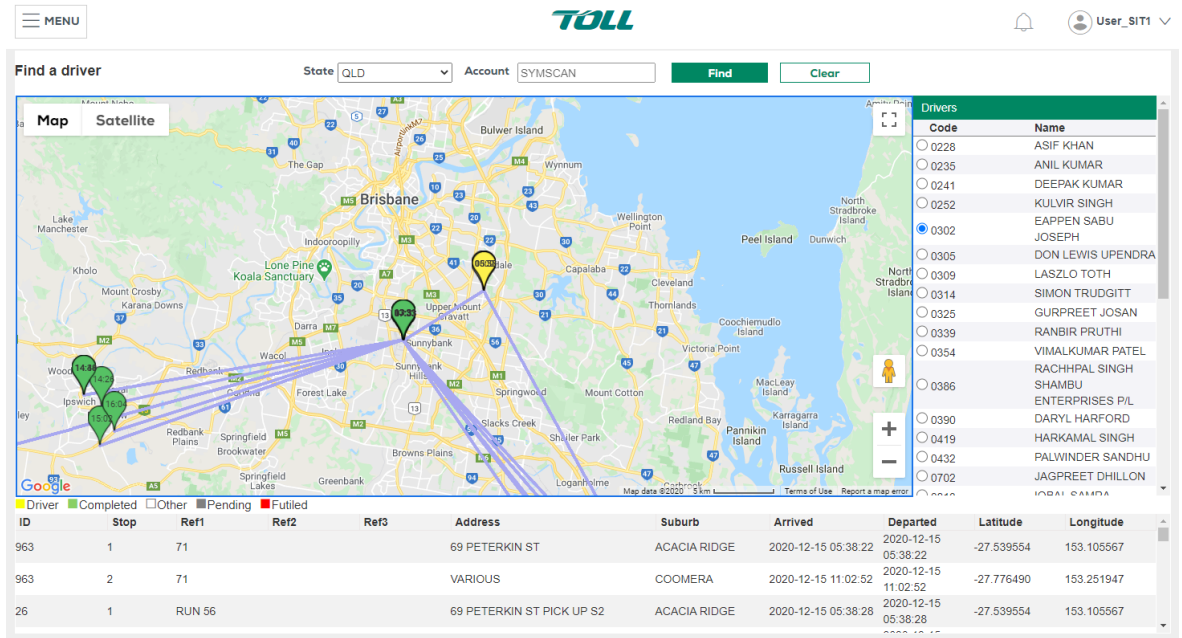 MENU
TOLL
User_SIT1
Find a driver
State QLD
Account SYMSCAN
Find
Clear
Map
Satellite
Bulwer Island
The Gap
Wynnum
Brisbane
Lake Manchester
Indooroopilly
Wellington Point
North Stradbroke Island
Peel Island
Dunwich
Kholo
Lone Pine Koala Sanctuary
Capalaba
Cleveland
Mount Crosby
Karana Downs
Upper Mount Gravatt
Thornlands
Coochiemudlo Island
Darra
Sunnybank
Victoria Point
Wacol
Forest Lake
Springwood
Mount Cotton
MacLeay Island
Ipswich
14:28
16:04
Karragarra Island
Redland Bay
Pannikin Island
Slacks Creek
Redbank Plains
Springfield
Brookwater
Browns Plains
Shailer Park
Russell Island
Springfield Lakes
Greenbank
Loganholme
Google
Map data ©2020
5 km
Terms of Use
Report a map error
Drivers
Code Name
0228 ASIF KHAN
0235 ANIL KUMAR
0241 DEEPAK KUMAR
0252 KULVIR SINGH
0302 EAPPEN SABU JOSEPH
0305 DON LEWIS UPENDRA
0309 LASZLO TOTH
0314 SIMON TRUDGITT
0325 GURPREET JOSAN
0339 RANBIR PRUTHI
0354 VIMALKUMAR PATEL
0386 RACHHPAL SINGH SHAMBU ENTERPRISES P/L
0390 DARYL HARFORD
0419 HARKAMAL SINGH
0432 PALWINDER SANDHU
0702 JAGPREET DHILLON
Driver Completed Other Pending Futiled
ID Stop Ref1 Ref2 Ref3 Address Suburb Arrived Departed Latitude Longitude
963 1 71 69 PETERKIN ST ACACIA RIDGE 2020-12-15 05:38:22 2020-12-15 05:38:22 -27.539554 153.105567
963 2 71 VARIOUS COOMERA 2020-12-15 11:02:52 2020-12-15 11:02:52 -27.776490 153.251947
26 1 RUN 56 69 PETERKIN ST PICK UP S2 ACACIA RIDGE 2020-12-15 05:38:28 2020-12-15 05:38:28 -27.539554 153.105567